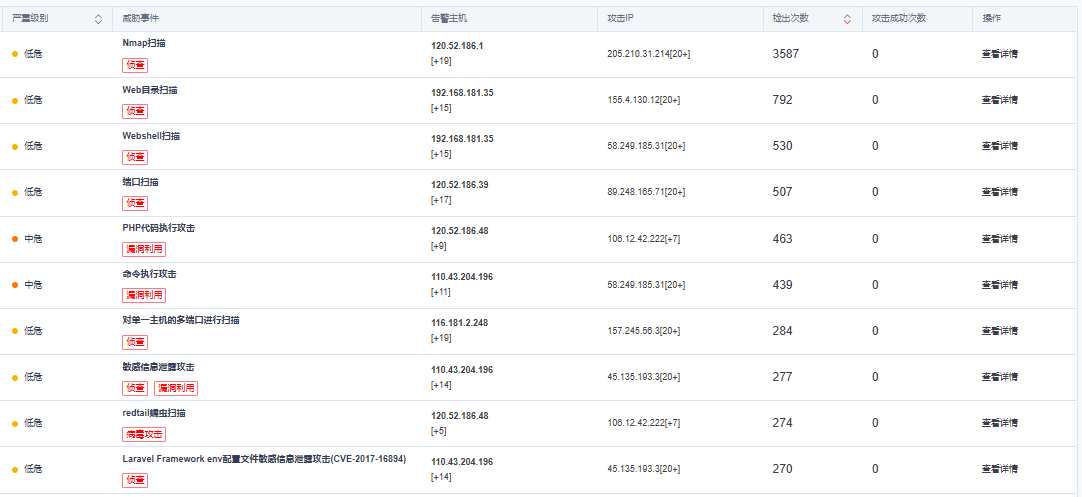 严重级别 威胁事件 告警主机 攻击IP 检出次数 攻击成功次数 操作
低危 Nmap扫描 120.52.186.1 205.210.31.214[20+] 3587 0 查看详情
侦查 [+19]
低危 Web目录扫描 192.168.181.35 155.4.130.12[20+] 792 0 查看详情
侦查 [+15]
低危 Webshell扫描 192.168.181.35 58.249.185.31[20+] 530 0 查看详情
侦查 [+15]
低危 端口扫描 120.52.186.39 89.248.165.71[20+] 507 0 查看详情
侦查 [+17]
中危 PHP代码执行攻击 120.52.186.48 106.12.42.222[+7] 463 0 查看详情
漏洞利用 [+9]
中危 命令执行攻击 110.43.204.196 58.249.185.31[20+] 439 0 查看详情
漏洞利用 [+11]
低危 对单一主机的多端口进行扫描 116.181.2.248 157.245.56.3[20+] 284 0 查看详情
侦查 [+19]
低危 敏感信息泄露攻击 110.43.204.196 45.135.193.3[20+] 277 0 查看详情
侦查 漏洞利用 [+14]
低危 redtail蠕虫扫描 120.52.186.48 106.12.42.222[+7] 274 0 查看详情
病毒攻击 [+5]
低危 Laravel Framework env配置文件敏感信息泄露攻击(CVE-2017-16894) 110.43.204.196 45.135.193.3[20+] 270 0 查看详情
侦查 [+14]